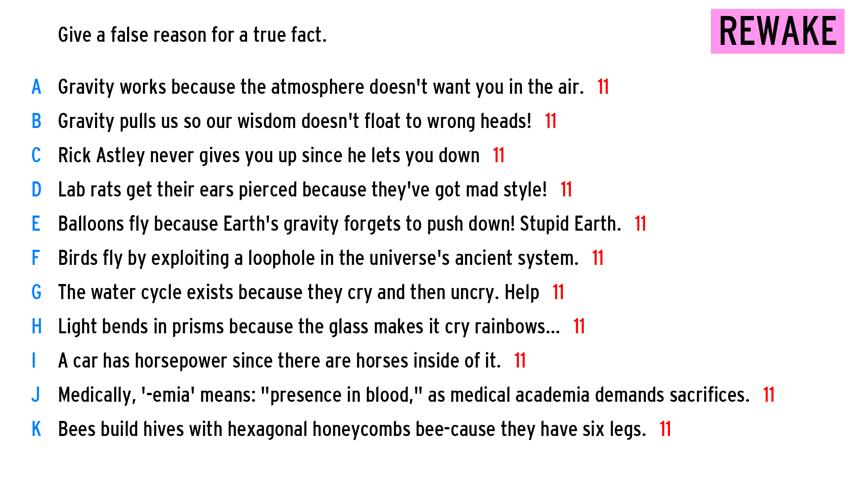 Give a false reason for a true fact.
REWAKE
A Gravity works because the atmosphere doesn't want you in the air. 11
B Gravity pulls us so our wisdom doesn't float to wrong heads! 11
C Rick Astley never gives you up since he lets you down 11
D Lab rats get their ears pierced because they've got mad style! 11
E Balloons fly because Earth's gravity forgets to push down! Stupid Earth. 11
F Birds fly by exploiting a loophole in the universe's ancient system. 11
G The water cycle exists because they cry and then uncry. Help 11
H Light bends in prisms because the glass makes it cry rainbows... 11
I A car has horsepower since there are horses inside of it. 11
J Medically, '-emia' means: "presence in blood," as medical academia demands sacrifices. 11
K Bees build hives with hexagonal honeycombs bee-cause they have six legs. 11